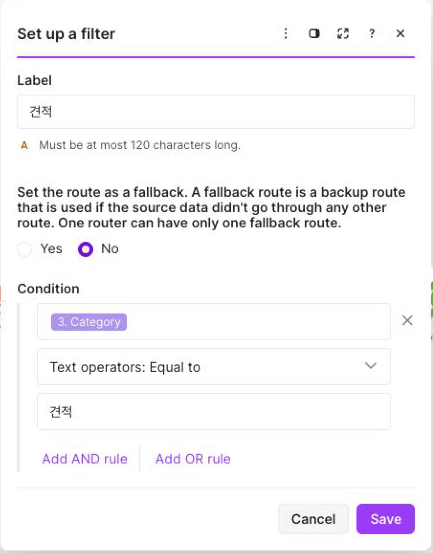 Set up a filter
?
Label
견적
A Must be at most 120 characters long.
Set the route as a fallback. A fallback route is a backup route
that is used if the source data didn't go through any other
route. One router can have only one fallback route.
Yes No
Condition
3. Category
Text operators: Equal to
견적
Add AND rule Add OR rule
Cancel Save